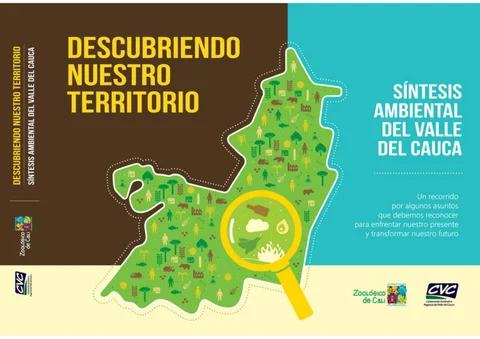 DESCUBRIENDO NUESTRO TERRITORIO
SÍNTESIS AMBIENTAL DEL VALLE DEL CAUCA
Zoológico
de Cali
CVC
DESCUBRIENDO
NUESTRO
TERRITORIO
SÍNTESIS
AMBIENTAL
DEL VALLE
DEL CAUCA
Un recorrido
por algunos asuntos
que debemos reconocer
para enfrentar nuestro presente
y transformar nuestro futuro
Zoológico
de Cali
CVC
Corporación Autónoma
Regional del Valle del Cauca